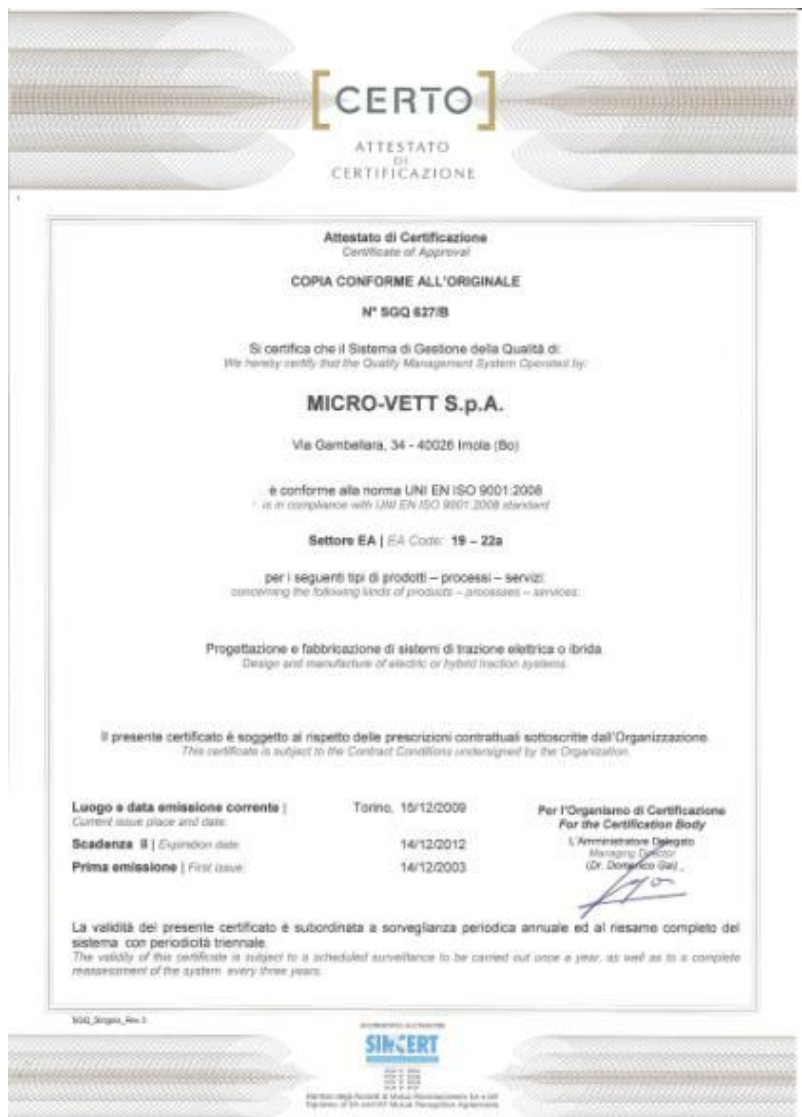 [CERTO]
ATTESTATO
DI
CERTIFICAZIONE
Attestato di Certificazione
Certificate of Approval
COPIA CONFORME ALL'ORIGINALE
N° SGQ 627/B
Si certifica che il Sistema di Gestione della Qualità di:
We hereby certify that the Quality Management System Operated by:
MICRO-VETT S.p.A.
Via Gambellara, 34 - 40026 Imola (Bo)
è conforme alla norma UNI EN ISO 9001:2008
is in compliance with UNI EN ISO 9001:2008 standard
Settore EA | EA Code: 19 – 22a
per i seguenti tipi di prodotti – processi – servizi:
concerning the following kinds of products – processes – services:
Progettazione e fabbricazione di sistemi di trazione elettrica o ibrida.
Design and manufacture of electric or hybrid traction systems.
Il presente certificato è soggetto al rispetto delle prescrizioni contrattuali sottoscritte dall'Organizzazione.
This certificate is subject to the Contract Conditions undersigned by the Organization.
Luogo e data emissione corrente | Torino, 15/12/2009
Current issue place and date:
Scadenza il | Expiration date: 14/12/2012
Prima emissione | First issue: 14/12/2003
Per l'Organismo di Certificazione
For the Certification Body
L'Amministratore Delegato
Managing Director
(Dr. Domenico Gai)
La validità del presente certificato è subordinata a sorveglianza periodica annuale ed al riesame completo del
sistema con periodicità triennale.
The validity of this certificate is subject to a scheduled surveillance to be carried out once a year, as well as to a complete
reassessment of the system every three years.
SGQ_Singolo_Rev.3
SINCERT